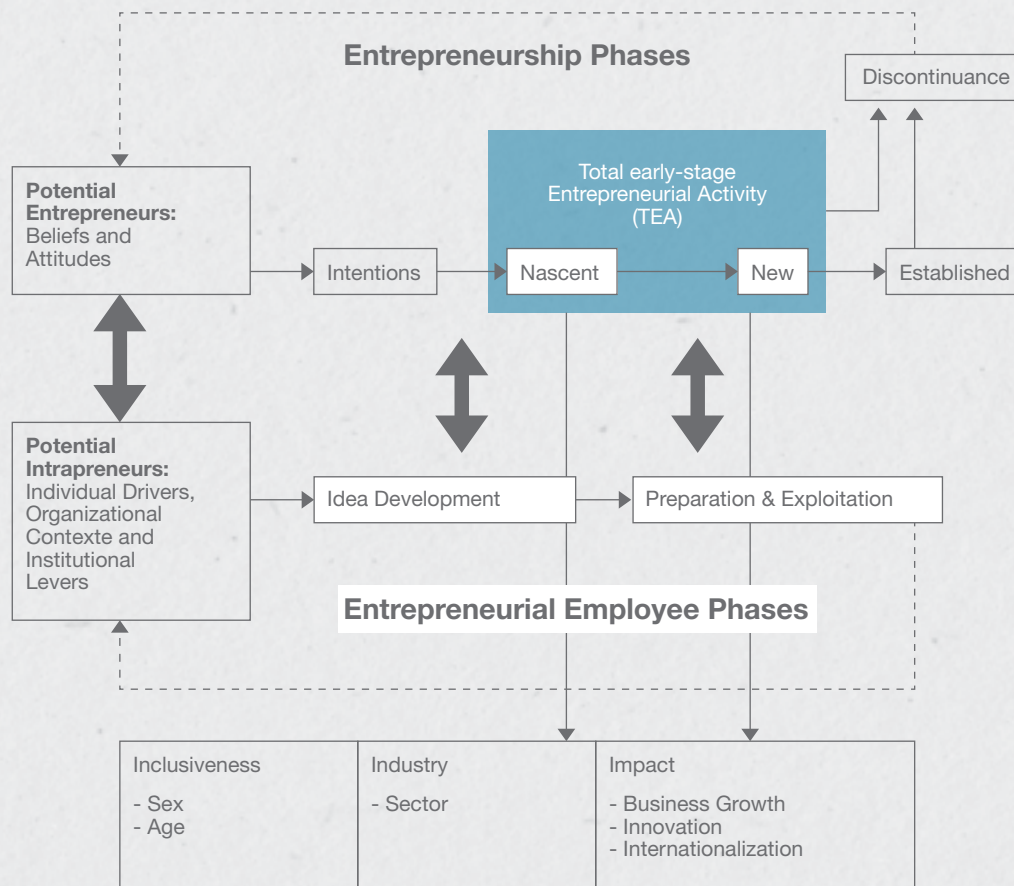 Entrepreneurship Phases
Discontinuance
Total early-stage
Entrepreneurial Activity
(TEA)
Potential
Entrepreneurs:
Beliefs and
Attitudes
Intentions
Nascent
New
Established
Potential
Intrapreneurs:
Individual Drivers,
Organizational
Contexte and
Institutional
Levers
Idea Development
Preparation & Exploitation
Entrepreneurial Employee Phases
Inclusiveness
- Sex
- Age
Industry
- Sector
Impact
- Business Growth
- Innovation
- Internationalization